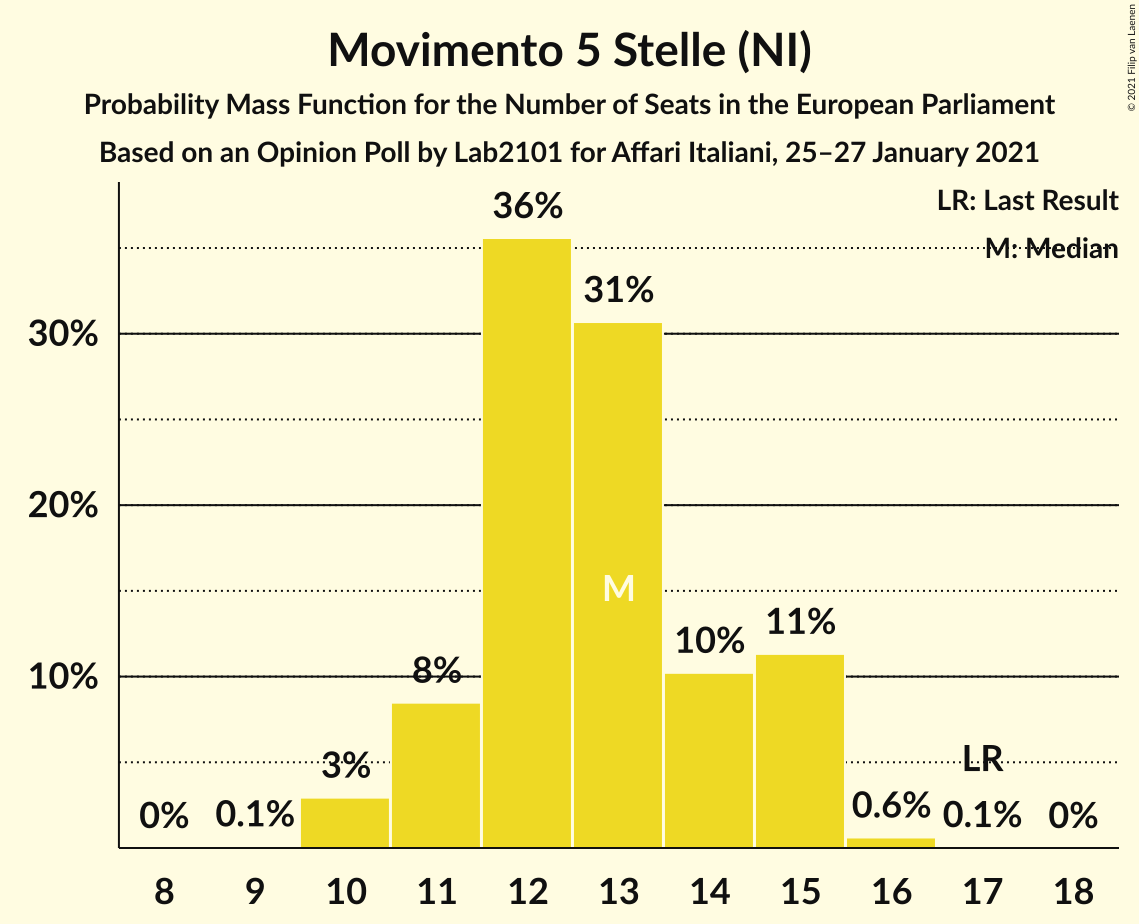 Movimento 5 Stelle (NI)
Probability Mass Function for the Number of Seats in the European Parliament
Based on an Opinion Poll by Lab2101 for Affari Italiani, 25–27 January 2021
© 2021 Filip van Laenen
LR: Last Result
M: Median
36%
31%
30%
20%
M
11%
10%
8%
10%
3%
LR
0%
0.1%
0.6%
0.1%
0%
8 9 10 11 12 13 14 15 16 17 18